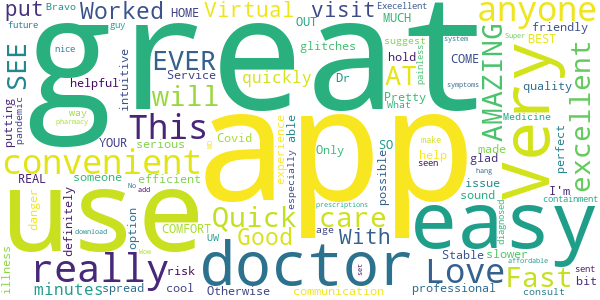 great
app
use
easy
very
doctor
really
convenient
This
Quick
care
Love
Fast
Good
With
will
AT
EVER
SEE
put
Worked
HOME
Virtual
OUT
visit
MUCH
Execellent
anyone
friendly
BEST
COME
AMAZING
excellent
quality
Medicine
perfect
made
glad
issue
sound
I'm
slower
Stable
professional
bit
sent
consult
affordable
containment
hang
diagnosed
seen
make
help
experience
possible
SO
Only
What
Pretty
Dr
hold
suggest
system
symptoms
painless
Super
glitches
quickly
Service
guy
Bravo
future
nice
helpful
intuitive
putting
pandemic
YOUR
way
pharmacy
REAL
someone
serious
Covid
efficient
danger
definitely
No
add
option
COMFORT
UW
especially able
age
prescriptions
set
communication
Otherwise
risk
cool
spread
minutes
illness
download
wow